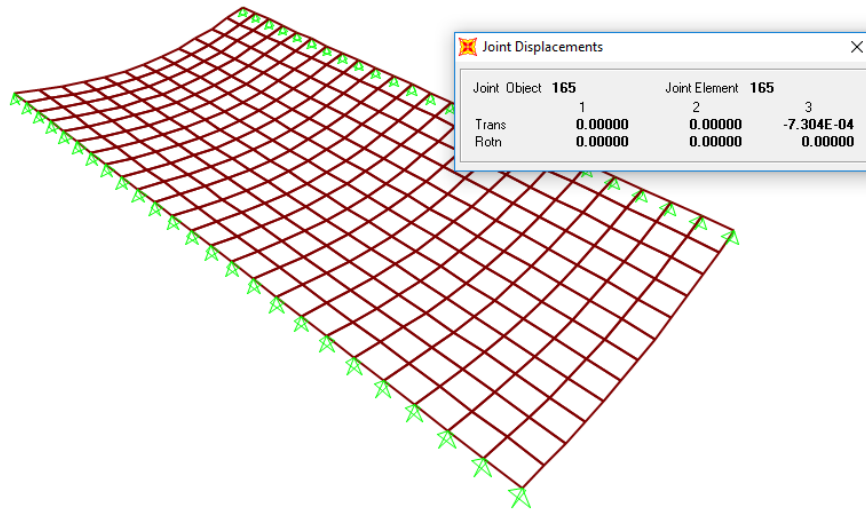 Joint Displacements
Joint Object 165 Joint Element 165
1 2 3
Trans 0.00000 0.00000 -7.304E-04
Rotn 0.00000 0.00000 0.00000